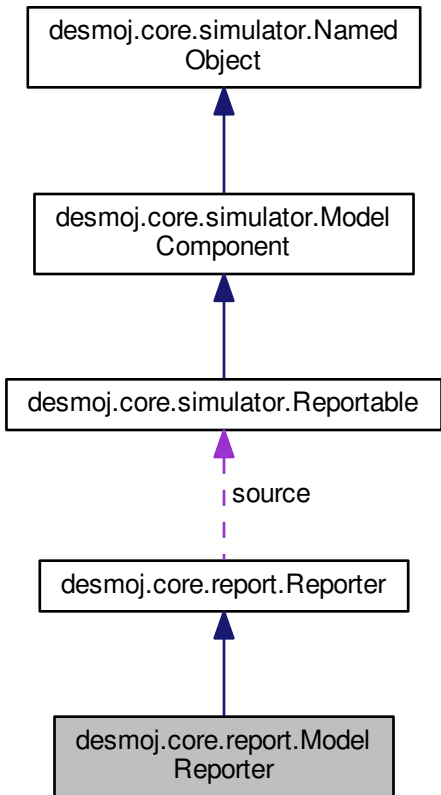 desmoj.core.simulator.Named
Object
desmoj.core.simulator.Model
Component
desmoj.core.simulator.Reportable
source
desmoj.core.report.Reporter
desmoj.core.report.Model
Reporter